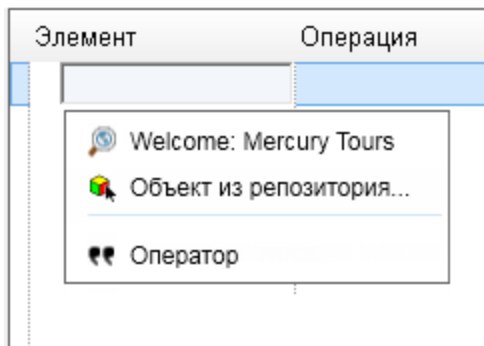 Элемент Операция
Welcome: Mercury Tours
Объект из репозитория...
Оператор